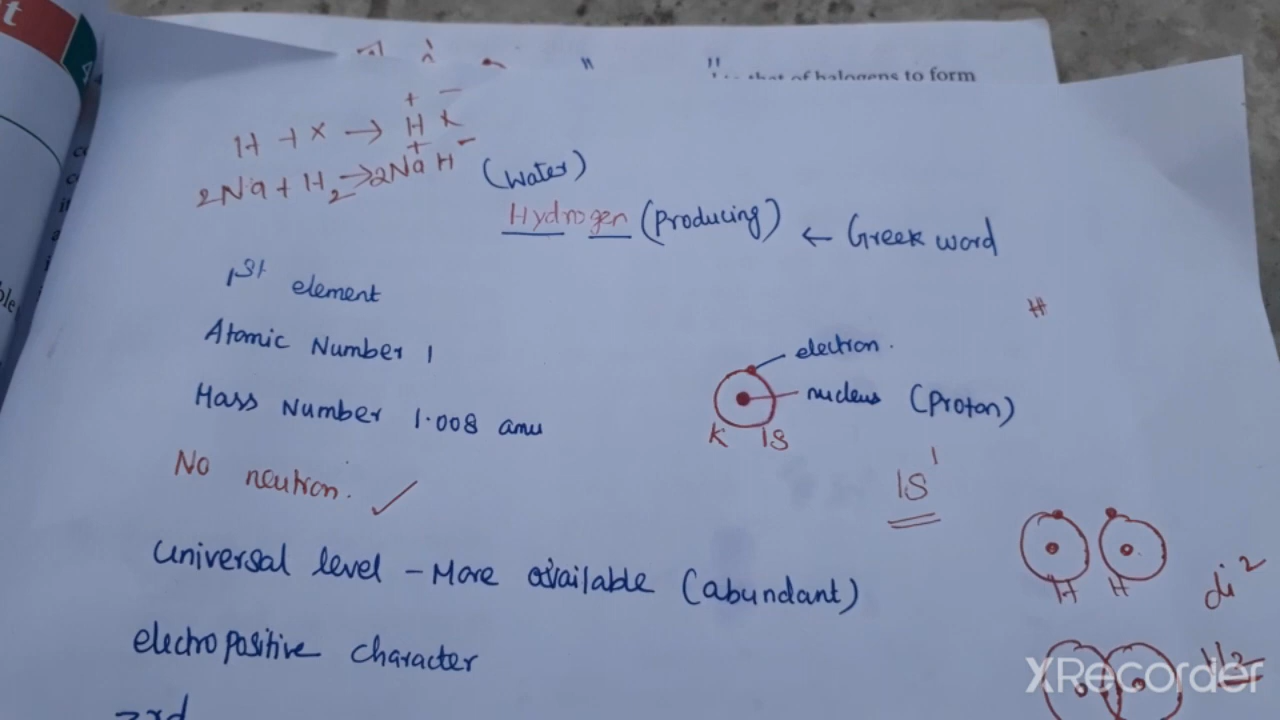 that of halogens to form
H + x → H⁺ x⁻
2Na + H₂ → 2Na⁺ H⁻
(Water)
Hydrogen (Producing) ← Greek word
1st element
Atomic Number 1
Mass Number 1.008 amu
No neutron. ✓
electron.
nucleus (Proton)
K 1S
1S¹
Universal level - More available (abundant)
H H
di²
H₂
electropositive character
XRecorder